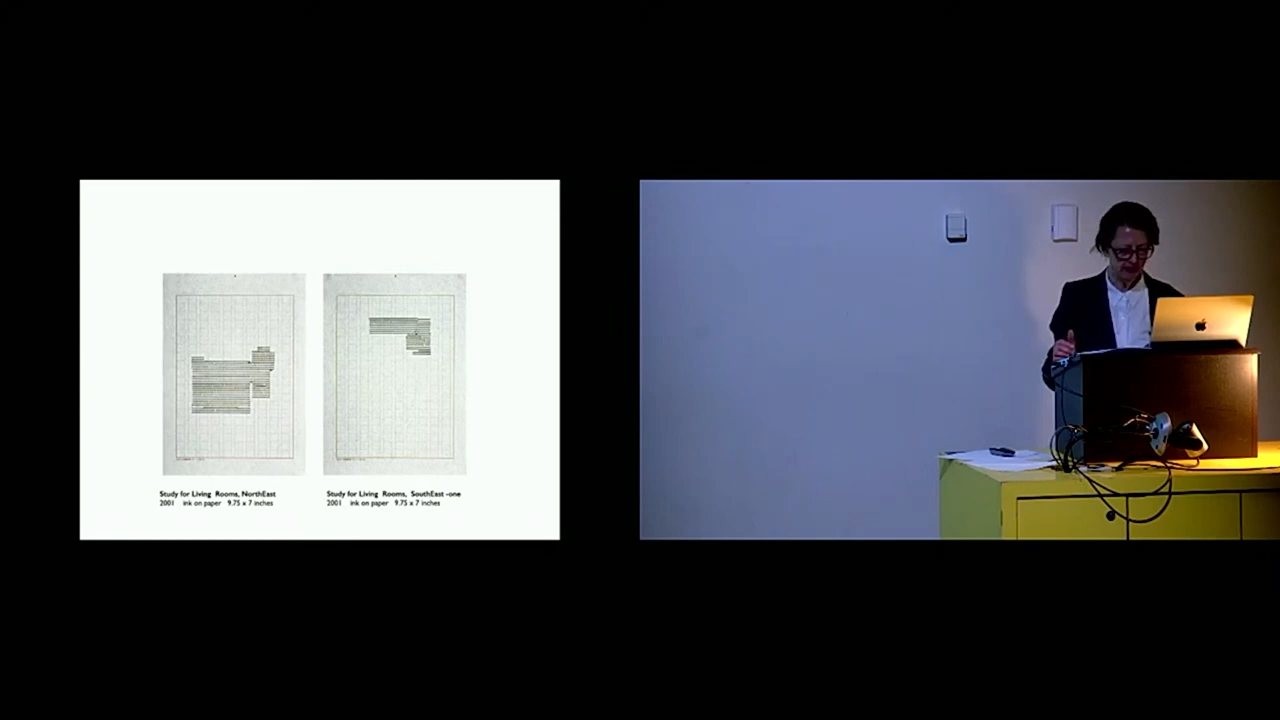 Study for Living Rooms, NorthEast
2001 ink on paper 9.75 x 7 inches
Study for Living Rooms, SouthEast -one
2001 ink on paper 9.75 x 7 inches